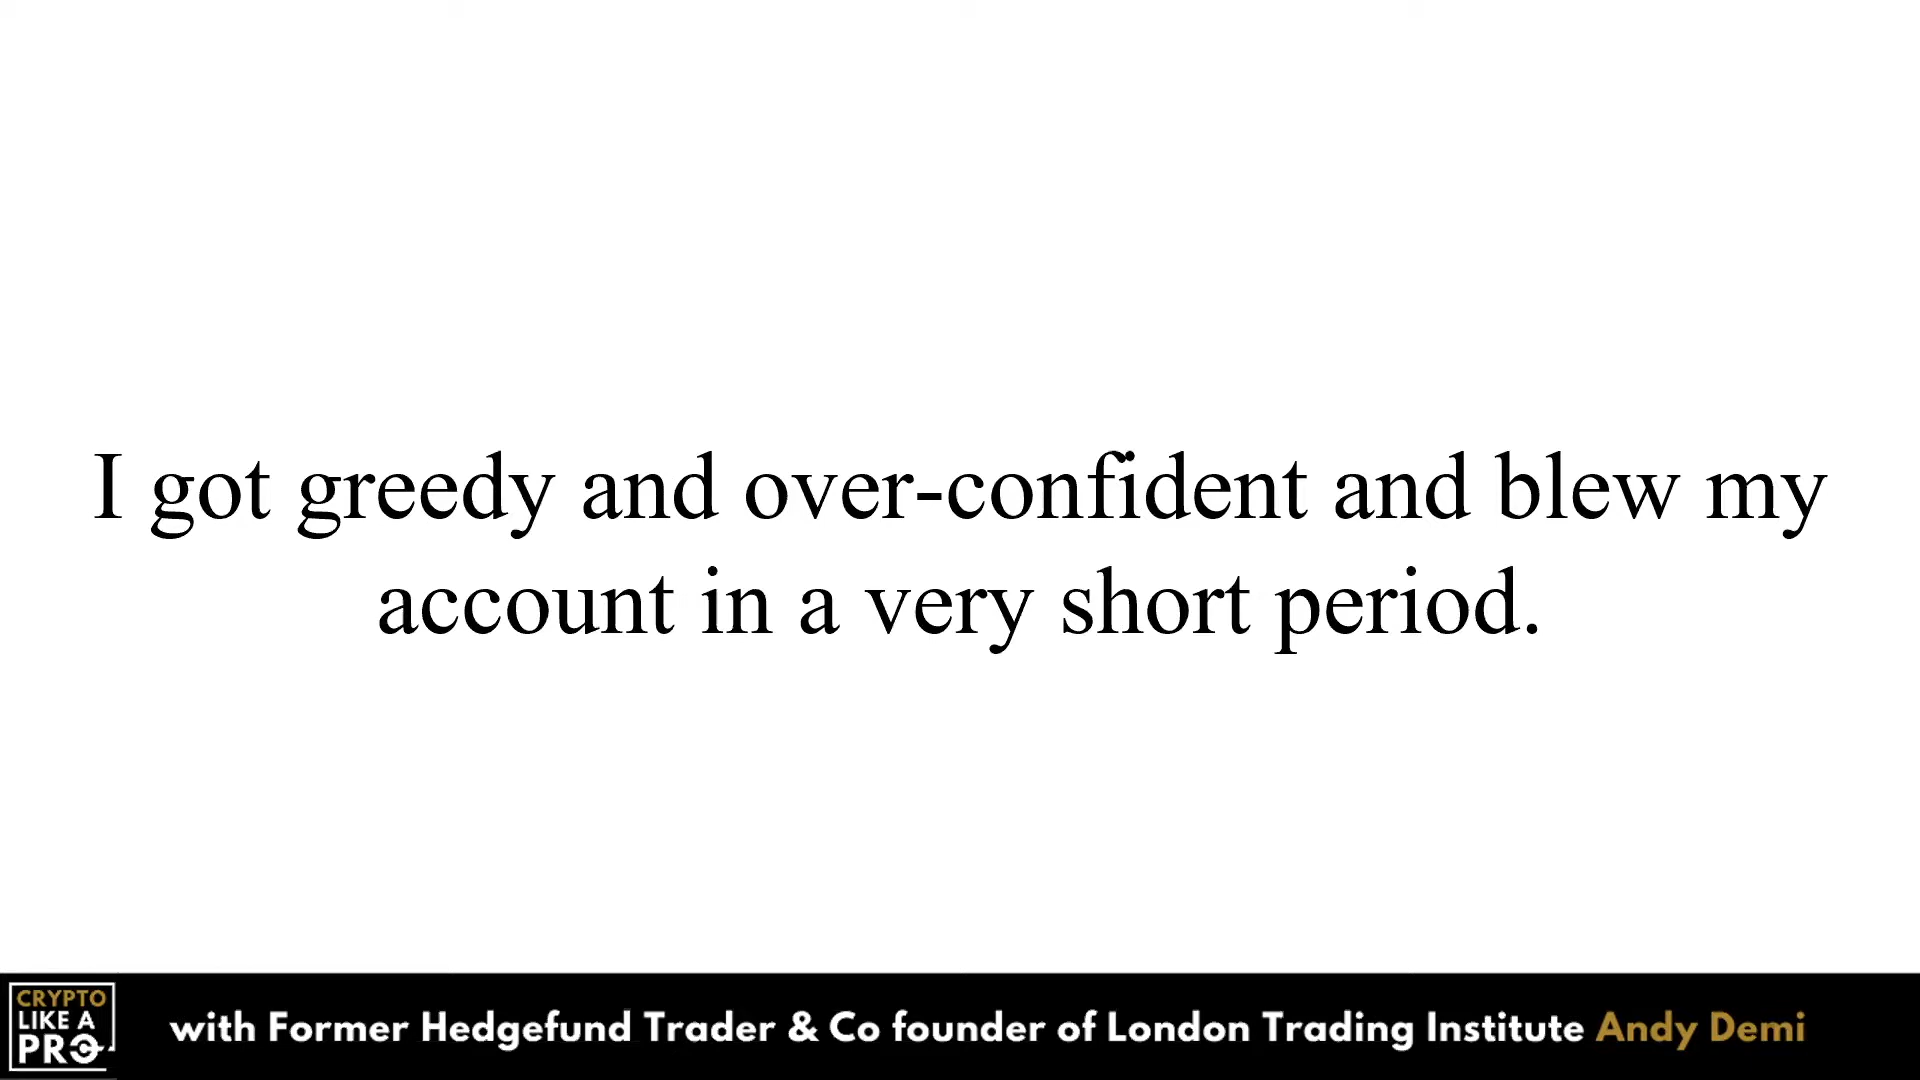 I got greedy and over-confident and blew my
account in a very short period.
CRYPTO
LIKE A
PRO
with Former Hedgefund Trader & Co founder of London Trading Institute Andy Demi